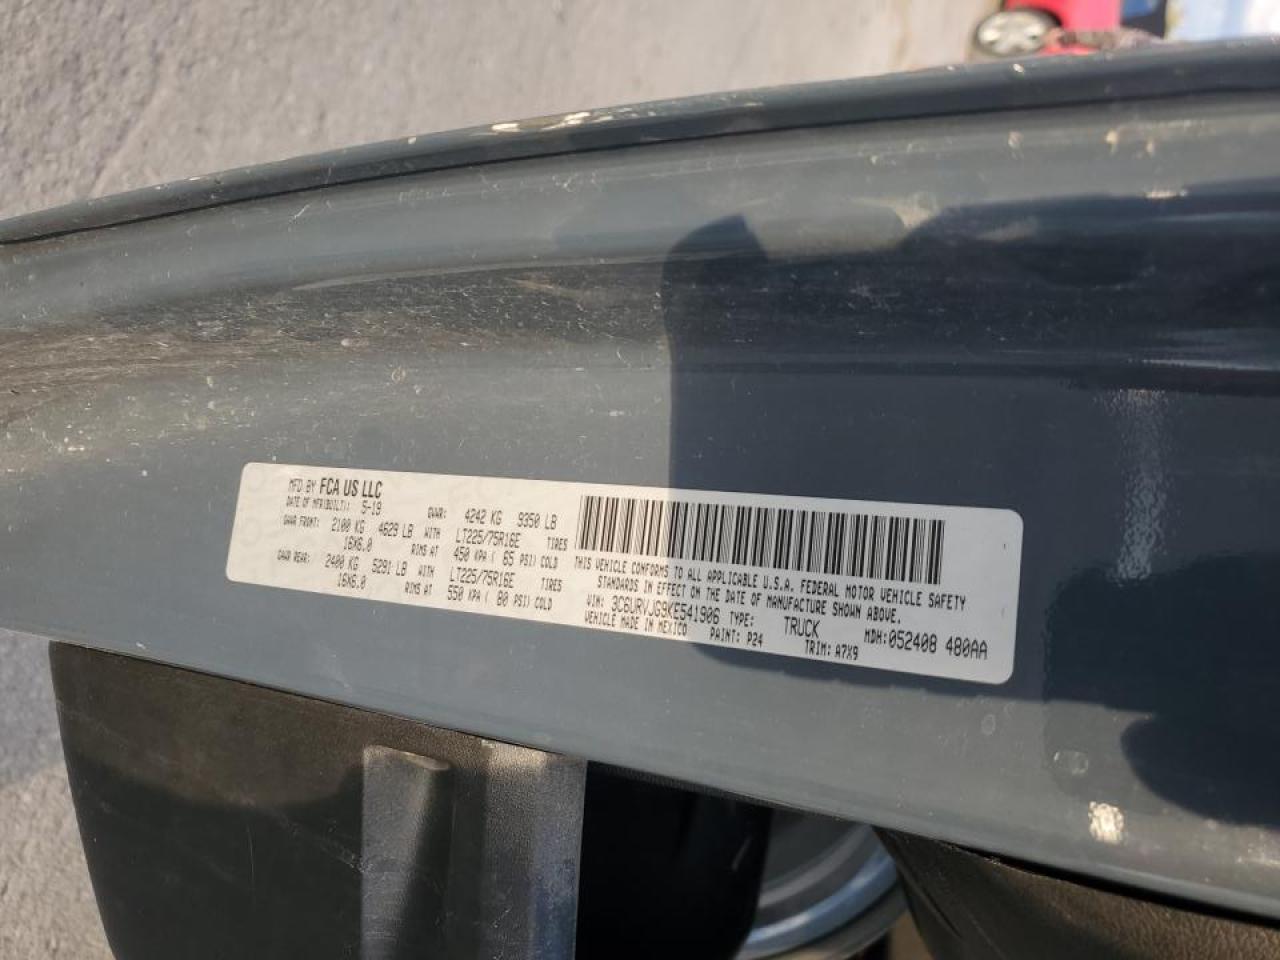 MFD BY FCA US LLC
DATE OF MFR(BUILT): 5-19 GVWR: 4242 KG 9350 LB
GAWR FRONT: 2100 KG 4629 LB WITH LT225/75R16E TIRES
16X6.0 RIMS AT 450 KPA ( 65 PSI) COLD
GAWR REAR: 2400 KG 5291 LB WITH LT225/75R16E TIRES
16X6.0 RIMS AT 550 KPA ( 80 PSI) COLD
THIS VEHICLE CONFORMS TO ALL APPLICABLE U.S.A. FEDERAL MOTOR VEHICLE SAFETY
STANDARDS IN EFFECT ON THE DATE OF MANUFACTURE SHOWN ABOVE.
VIN: 3C6URVJG9KE541906 TYPE: TRUCK MDH:052408 480AA
VEHICLE MADE IN MEXICO PAINT: P24 TRIM: A7X9